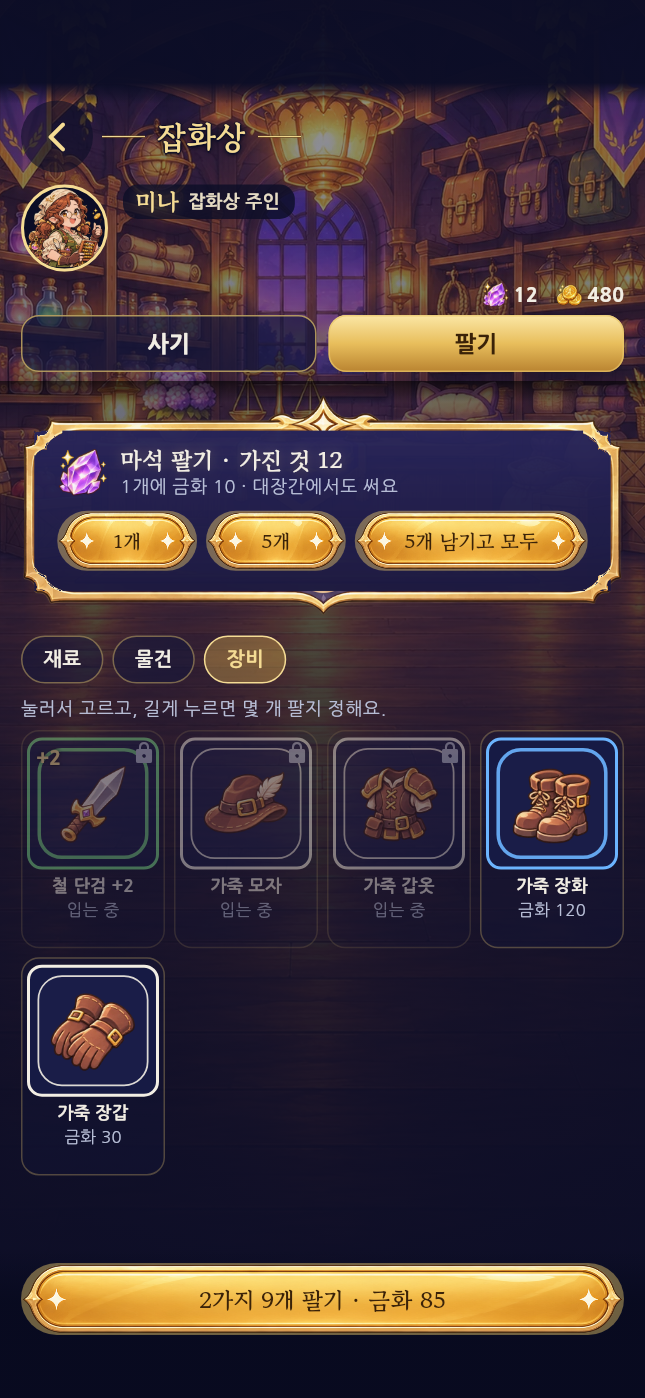 잡화상
미나 잡화상 주인
12 480
사기 팔기
마석 팔기 · 가진 것 12
1개에 금화 10 · 대장간에서도 써요
1개 5개 5개 남기고 모두
재료 물건 장비
눌러서 고르고, 길게 누르면 몇 개 팔지 정해요.
+2
철 단검 +2 가죽 모자 가죽 갑옷 가죽 장화
입는 중 입는 중 입는 중 금화 120
가죽 장갑
금화 30
2가지 9개 팔기 · 금화 85